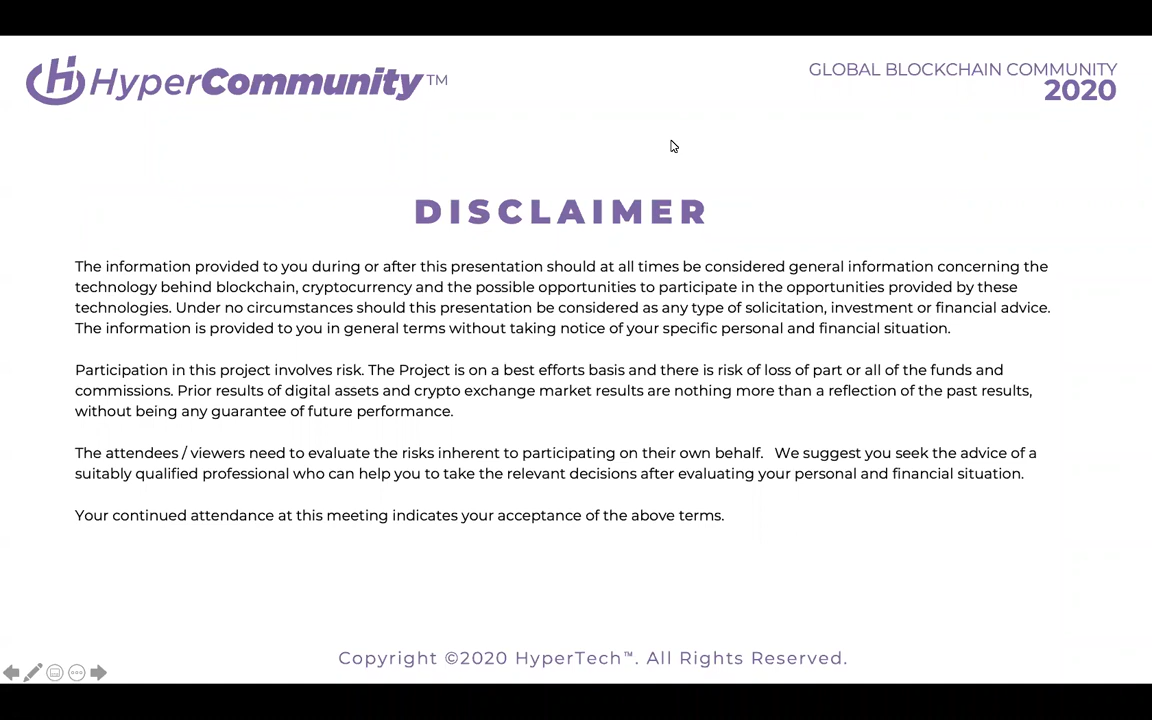 HyperCommunity™
GLOBAL BLOCKCHAIN COMMUNITY
2020
DISCLAIMER
The information provided to you during or after this presentation should at all times be considered general information concerning the
technology behind blockchain, cryptocurrency and the possible opportunities to participate in the opportunities provided by these
technologies. Under no circumstances should this presentation be considered as any type of solicitation, investment or financial advice.
The information is provided to you in general terms without taking notice of your specific personal and financial situation.
Participation in this project involves risk. The Project is on a best efforts basis and there is risk of loss of part or all of the funds and
commissions. Prior results of digital assets and crypto exchange market results are nothing more than a reflection of the past results,
without being any guarantee of future performance.
The attendees / viewers need to evaluate the risks inherent to participating on their own behalf.   We suggest you seek the advice of a
suitably qualified professional who can help you to take the relevant decisions after evaluating your personal and financial situation.
Your continued attendance at this meeting indicates your acceptance of the above terms.
Copyright ©2020 HyperTech™. All Rights Reserved.